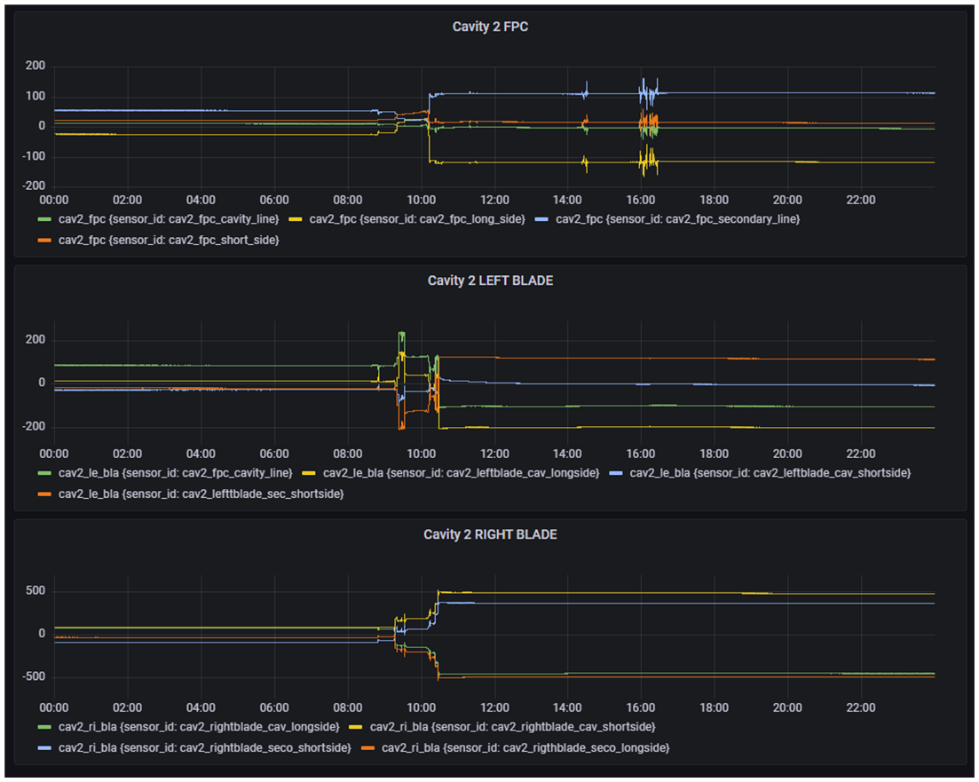 Cavity 2 FPC
200
100
0
-100
-200
00:00 02:00 04:00 06:00 08:00 10:00 12:00 14:00 16:00 18:00 20:00 22:00
cav2_fpc {sensor_id: cav2_fpc_cavity_line} cav2_fpc {sensor_id: cav2_fpc_long_side} cav2_fpc {sensor_id: cav2_fpc_secondary_line}
cav2_fpc {sensor_id: cav2_fpc_short_side}
Cavity 2 LEFT BLADE
200
0
-200
00:00 02:00 04:00 06:00 08:00 10:00 12:00 14:00 16:00 18:00 20:00 22:00
cav2_le_bla {sensor_id: cav2_fpc_cavity_line} cav2_le_bla {sensor_id: cav2_leftblade_cav_longside} cav2_le_bla {sensor_id: cav2_leftblade_cav_shortside}
cav2_le_bla {sensor_id: cav2_lefttblade_sec_shortside}
Cavity 2 RIGHT BLADE
500
0
-500
00:00 02:00 04:00 06:00 08:00 10:00 12:00 14:00 16:00 18:00 20:00 22:00
cav2_ri_bla {sensor_id: cav2_rightblade_cav_longside} cav2_ri_bla {sensor_id: cav2_rightblade_cav_shortside}
cav2_ri_bla {sensor_id: cav2_rightblade_seco_shortside} cav2_ri_bla {sensor_id: cav2_rigthblade_seco_longside}